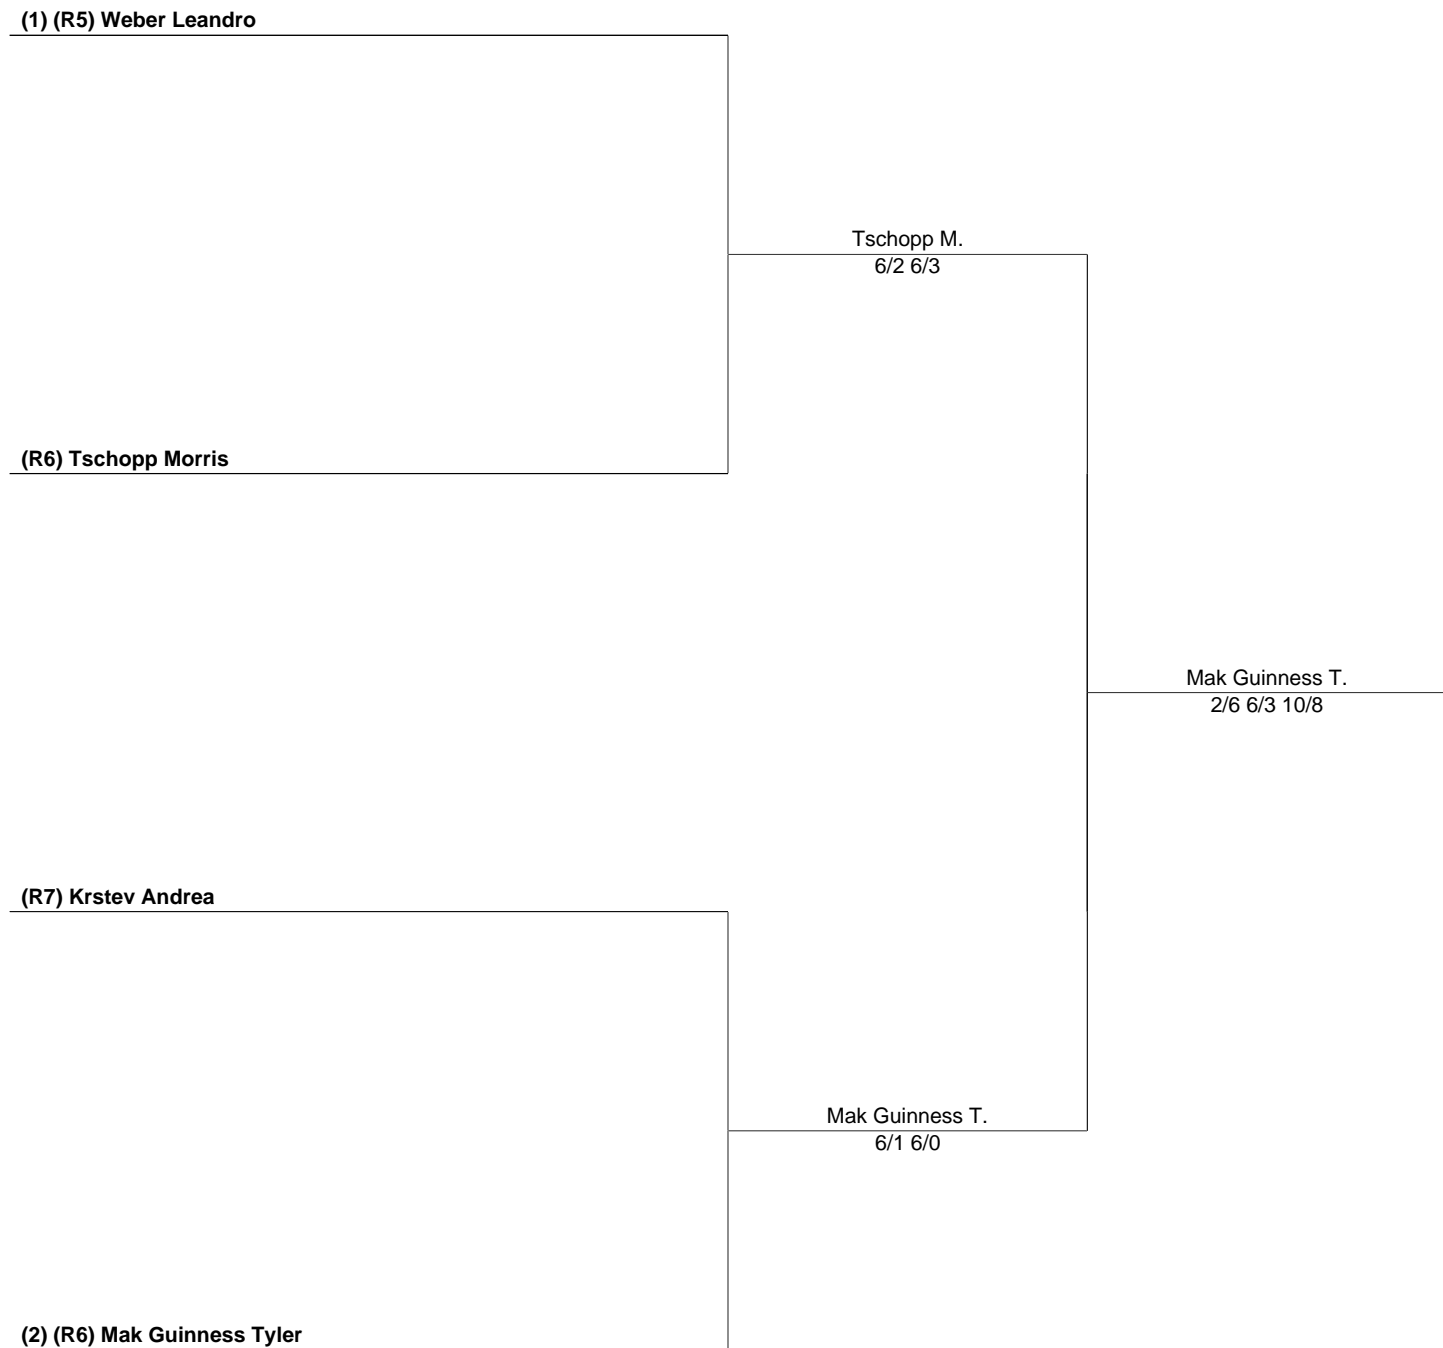 (1) (R5) Weber Leandro
Tschopp M.
6/2 6/3
(R6) Tschopp Morris
Mak Guinness T.
2/6 6/3 10/8
(R7) Krstev Andrea
Mak Guinness T.
6/1 6/0
(2) (R6) Mak Guinness Tyler